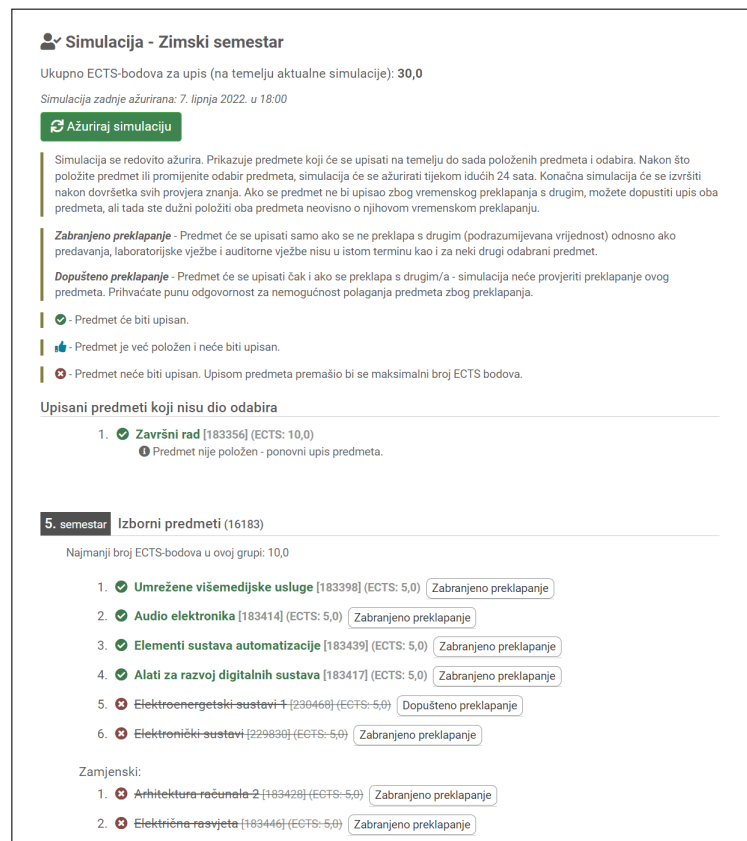 Simulacija - Zimski semestar
Ukupno ECTS-bodova za upis (na temelju aktualne simulacije): 30,0
Simulacija zadnje ažurirana: 7. lipnja 2022. u 18:00
Ažuriraj simulaciju
Simulacija se redovito ažurira. Prikazuje predmete koji će se upisati na temelju do sada položenih predmeta i odabira. Nakon što
položite predmet ili promijenite odabir predmeta, simulacija će se ažurirati tijekom idućih 24 sata. Konačna simulacija će se izvršiti
nakon dovršetka svih provjera znanja. Ako se predmet ne bi upisao zbog vremenskog preklapanja s drugim, možete dopustiti upis oba
predmeta, ali tada ste dužni položiti oba predmeta neovisno o njihovom vremenskom preklapanju.
Zabranjeno preklapanje - Predmet će se upisati samo ako se ne preklapa s drugim (podrazumijevana vrijednost) odnosno ako
predavanja, laboratorijske vježbe i auditorne vježbe nisu u istom terminu kao i za neki drugi odabrani predmet.
Dopušteno preklapanje - Predmet će se upisati čak i ako se preklapa s drugim/a - simulacija neće provjeriti preklapanje ovog
predmeta. Prihvaćate punu odgovornost za nemogućnost polaganja predmeta zbog preklapanja.
- Predmet će biti upisan.
- Predmet je već položen i neće biti upisan.
- Predmet neće biti upisan. Upisom predmeta premašio bi se maksimalni broj ECTS bodova.
Upisani predmeti koji nisu dio odabira
1. Završni rad [183356] (ECTS: 10,0)
Predmet nije položen - ponovni upis predmeta.
5. semestar Izborni predmeti (16183)
Najmanji broj ECTS-bodova u ovoj grupi: 10,0
1. Umrežene višemedijske usluge [183398] (ECTS: 5,0) Zabranjeno preklapanje
2. Audio elektronika [183414] (ECTS: 5,0) Zabranjeno preklapanje
3. Elementi sustava automatizacije [183439] (ECTS: 5,0) Zabranjeno preklapanje
4. Alati za razvoj digitalnih sustava [183417] (ECTS: 5,0) Zabranjeno preklapanje
5. Elektroenergetski sustavi 1 [230468] (ECTS: 5,0) Dopušteno preklapanje
6. Elektronički sustavi [229830] (ECTS: 5,0) Zabranjeno preklapanje
Zamjenski:
1. Arhitektura računala 2 [183428] (ECTS: 5,0) Zabranjeno preklapanje
2. Električna rasvjeta [183446] (ECTS: 5,0) Zabranjeno preklapanje